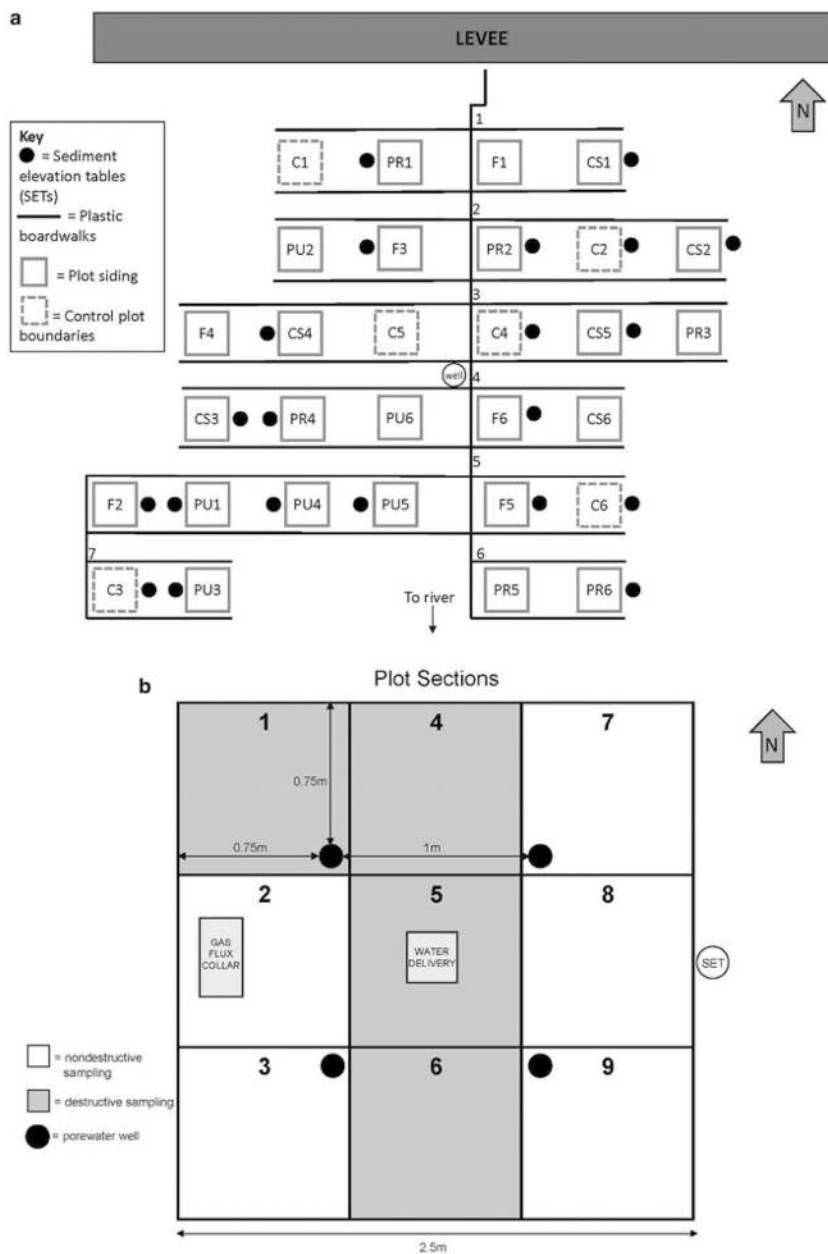 a
LEVEE
N
Key
= Sediment
elevation tables
(SETs)
= Plastic
boardwalks
= Plot siding
= Control plot
boundaries
1
C1 PR1 F1 CS1
2
PU2 F3 PR2 C2 CS2
3
F4 CS4 C5 C4 CS5 PR3
well
4
CS3 PR4 PU6 F6 CS6
5
F2 PU1 PU4 PU5 F5 C6
7 6
C3 PU3 PR5 PR6
To river
b
Plot Sections
N
1 4 7
0.75m
0.75m 1m
2 5 8
GAS
FLUX
COLLAR
WATER
DELIVERY
SET
3 6 9
= nondestructive
sampling
= destructive sampling
= porewater well
2.5m